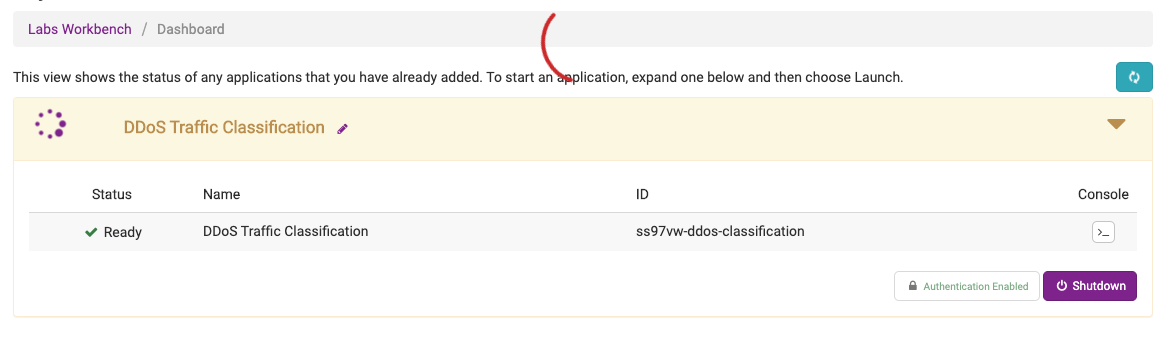 Labs Workbench / Dashboard
This view shows the status of any applications that you have already added. To start an application, expand one below and then choose Launch.
DDoS Traffic Classification
Status Name ID Console
Ready DDoS Traffic Classification ss97vw-ddos-classification >_
Authentication Enabled Shutdown